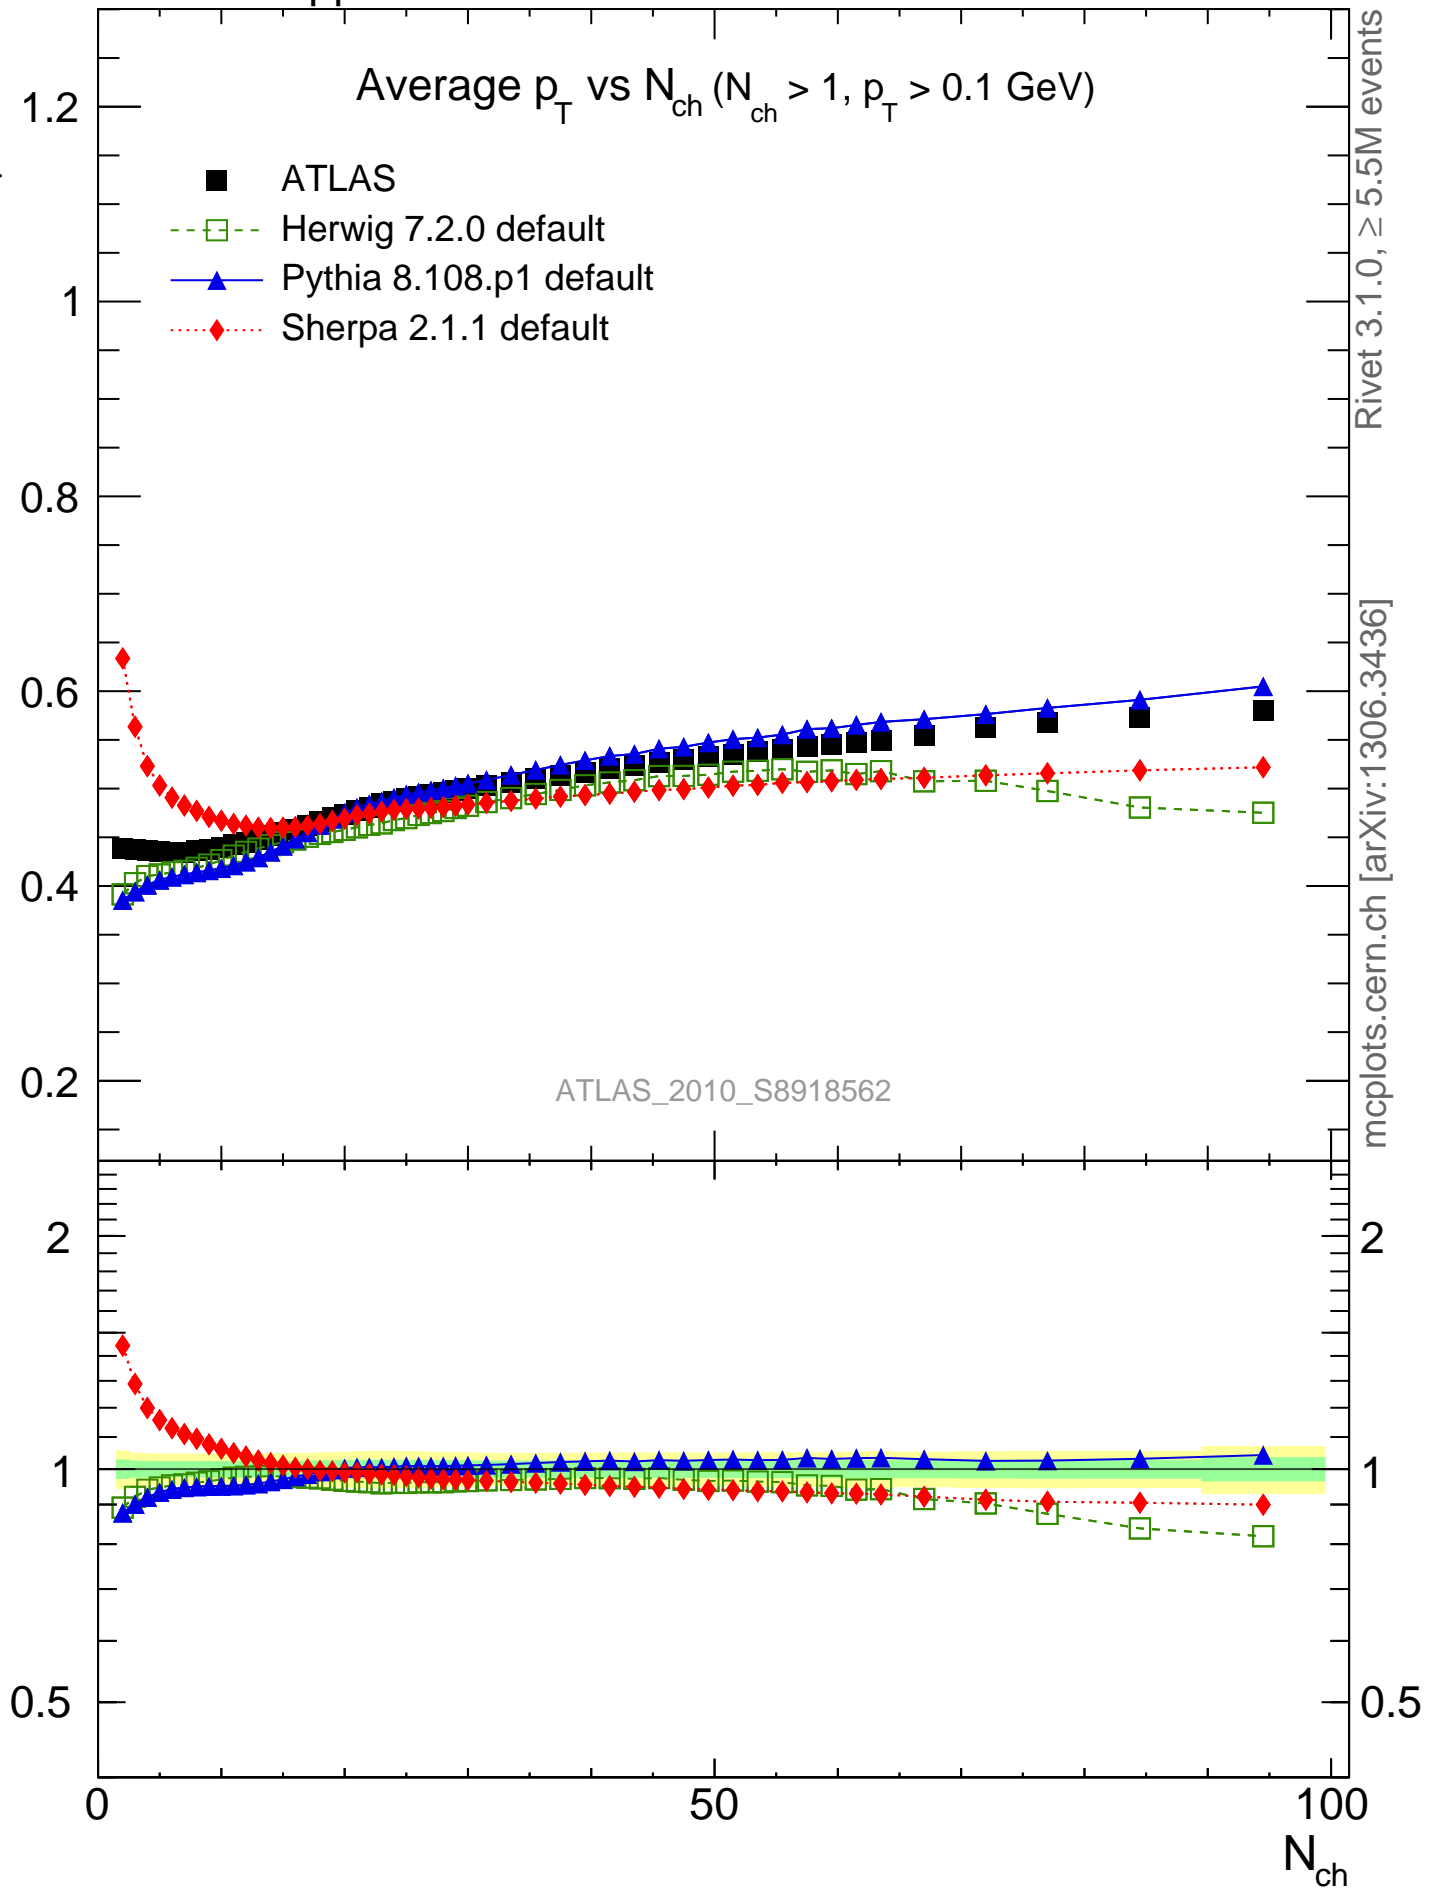 Average p_T vs N_ch (N_ch > 1, p_T > 0.1 GeV)
ATLAS
Herwig 7.2.0 default
Pythia 8.108.p1 default
Sherpa 2.1.1 default
1.2
1
0.8
0.6
0.4
0.2
ATLAS_2010_S8918562
Rivet 3.1.0, ≥ 5.5M events
mcplots.cern.ch [arXiv:1306.3436]
2
1
0.5
2
1
0.5
0
50
100
N_ch